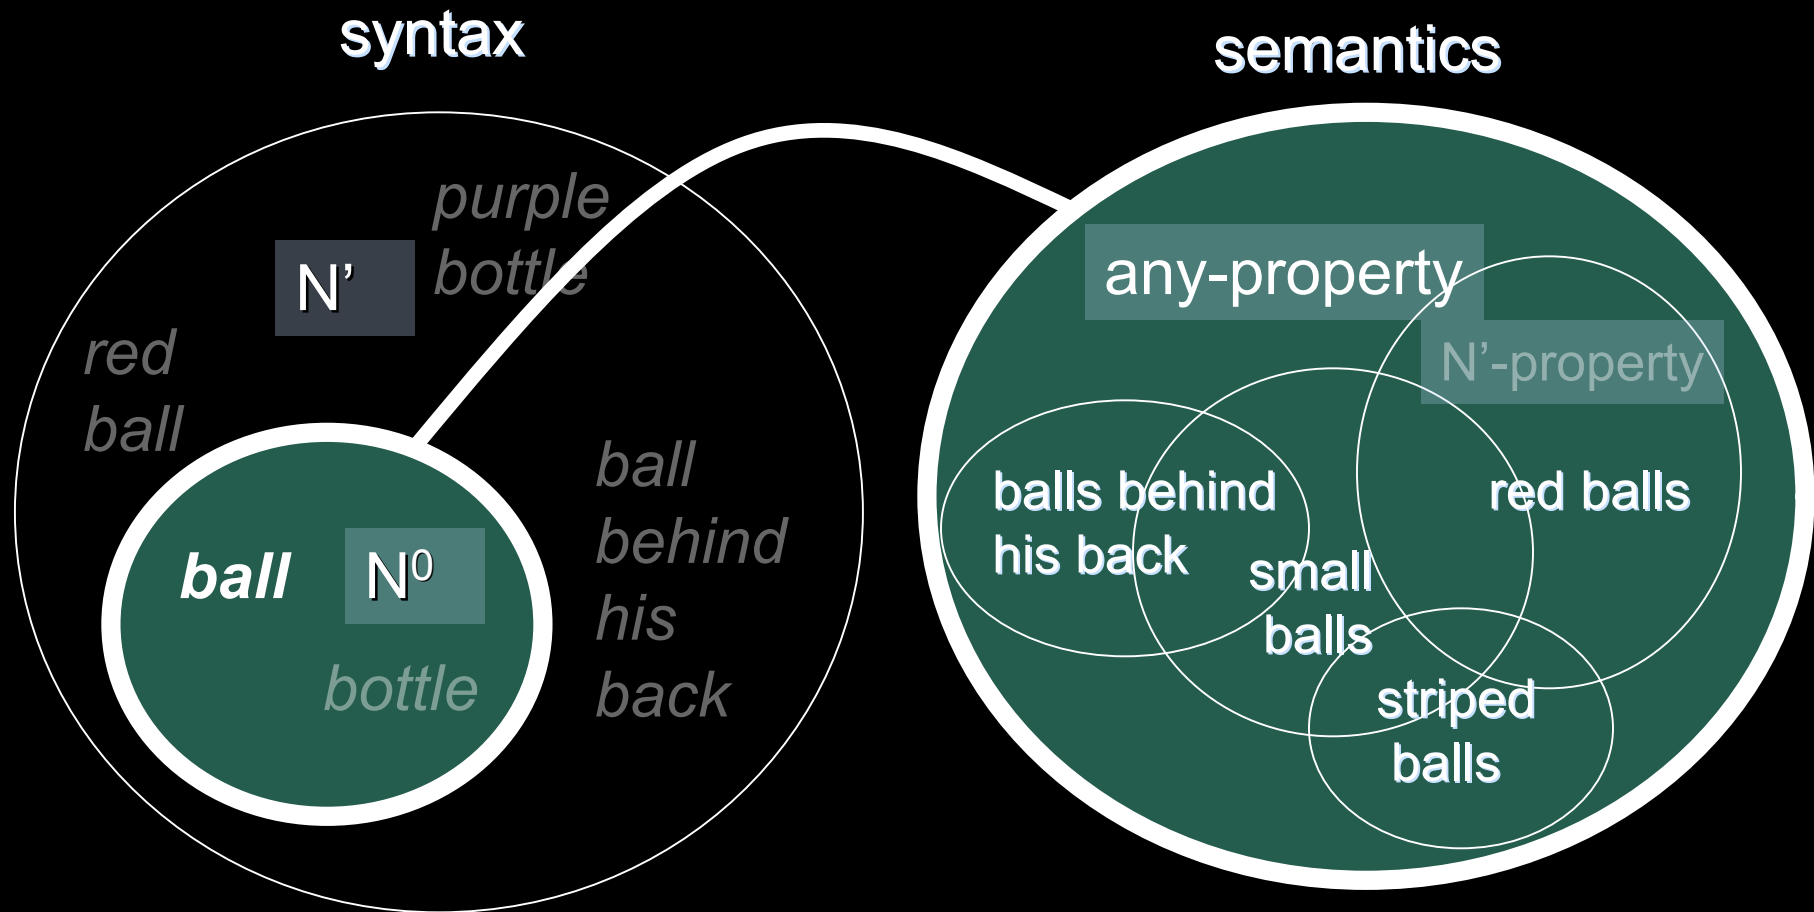 syntax
semantics
purple
bottle
N’
red
ball
ball
behind
his
back
ball
N⁰
bottle
any-property
N’-property
balls behind
his back
red balls
small
balls
striped
balls